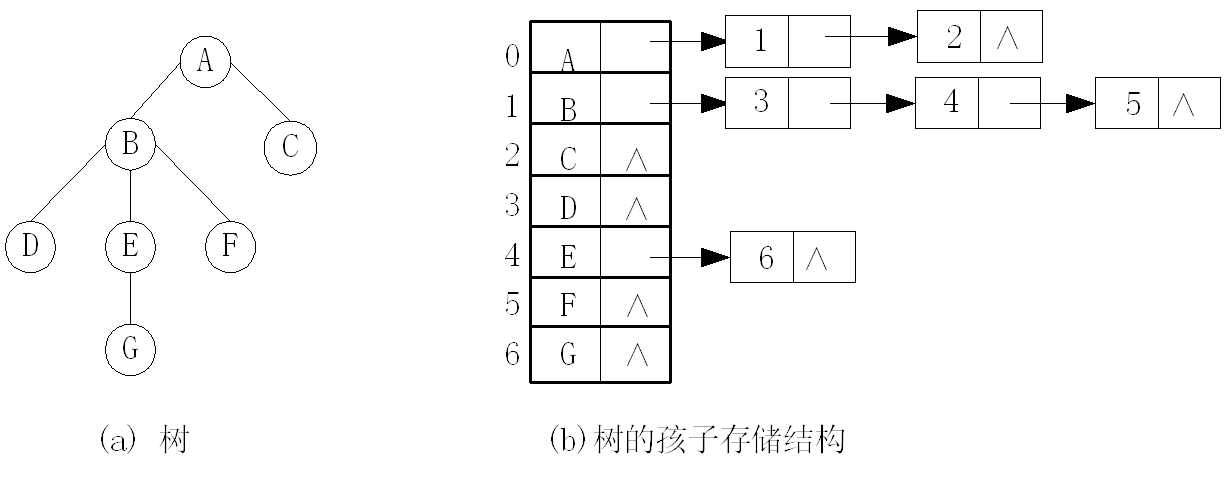 A
B
C
D
E
F
G
(a) 树
0 A 1 2 ∧
1 B 3 4 5 ∧
2 C ∧
3 D ∧
4 E 6 ∧
5 F ∧
6 G ∧
(b)树的孩子存储结构